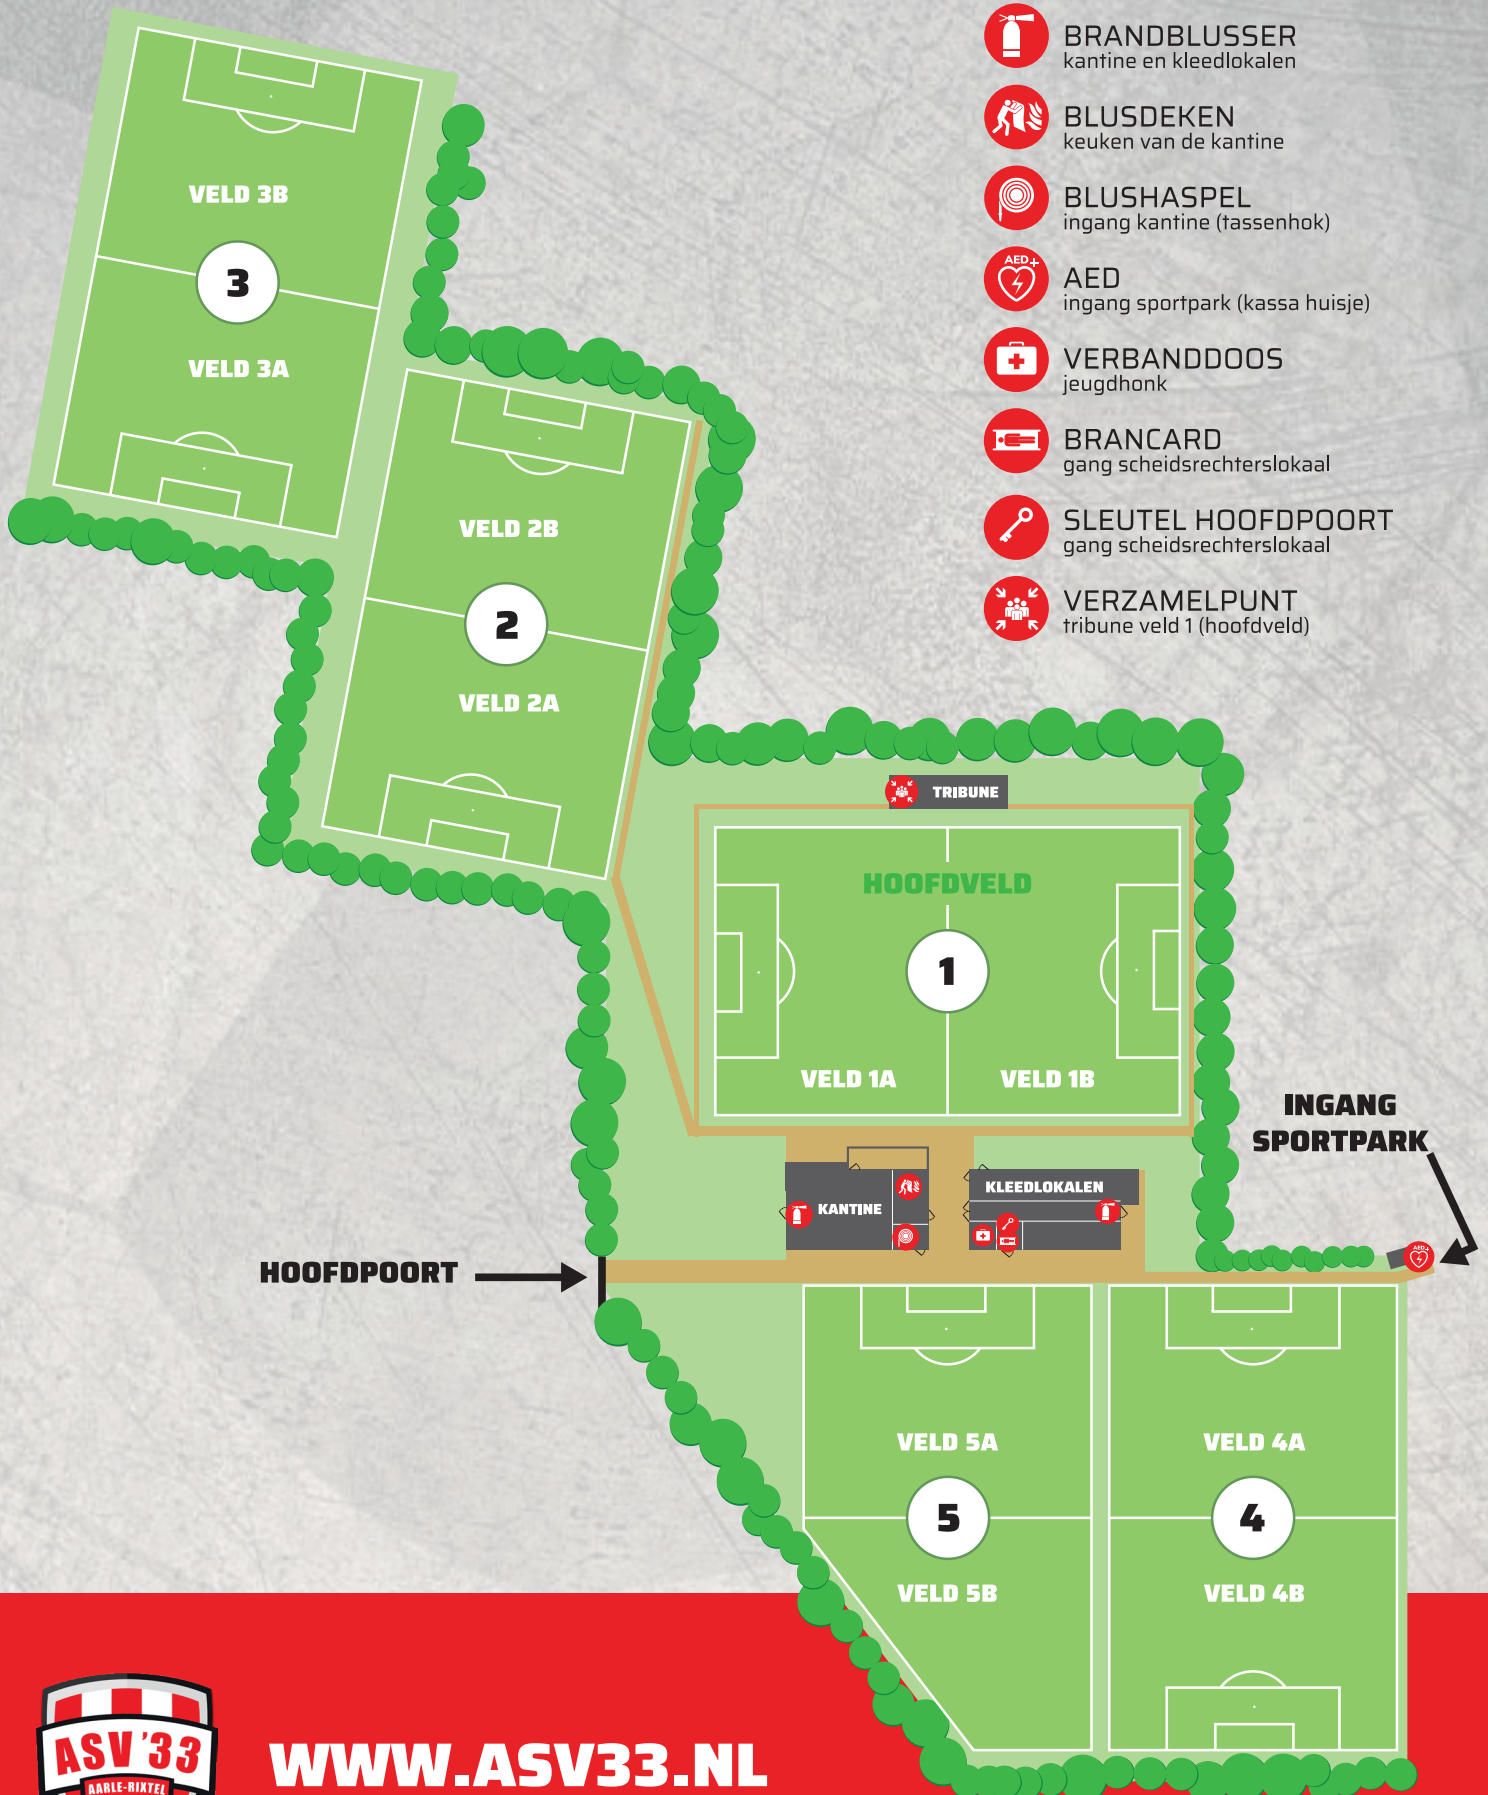 BRANDBLUSSER
kantine en kleedlokalen
BLUSDEKEN
keuken van de kantine
BLUSHASPEL
ingang kantine (tassenhok)
AED+
AED
ingang sportpark (kassa huisje)
VERBANDDOOS
jeugdhonk
BRANCARD
gang scheidsrechterslokaal
SLEUTEL HOOFDPOORT
gang scheidsrechterslokaal
VERZAMELPUNT
tribune veld 1 (hoofdveld)
VELD 3B
3
VELD 3A
VELD 2B
2
VELD 2A
TRIBUNE
HOOFDVELD
1
VELD 1A
VELD 1B
INGANG
SPORTPARK
KANTINE
KLEEDLOKALEN
AED+
HOOFDPOORT
VELD 5A
VELD 4A
5
4
VELD 5B
VELD 4B
ASV '33
AARLE-RIXTEL
WWW.ASV33.NL